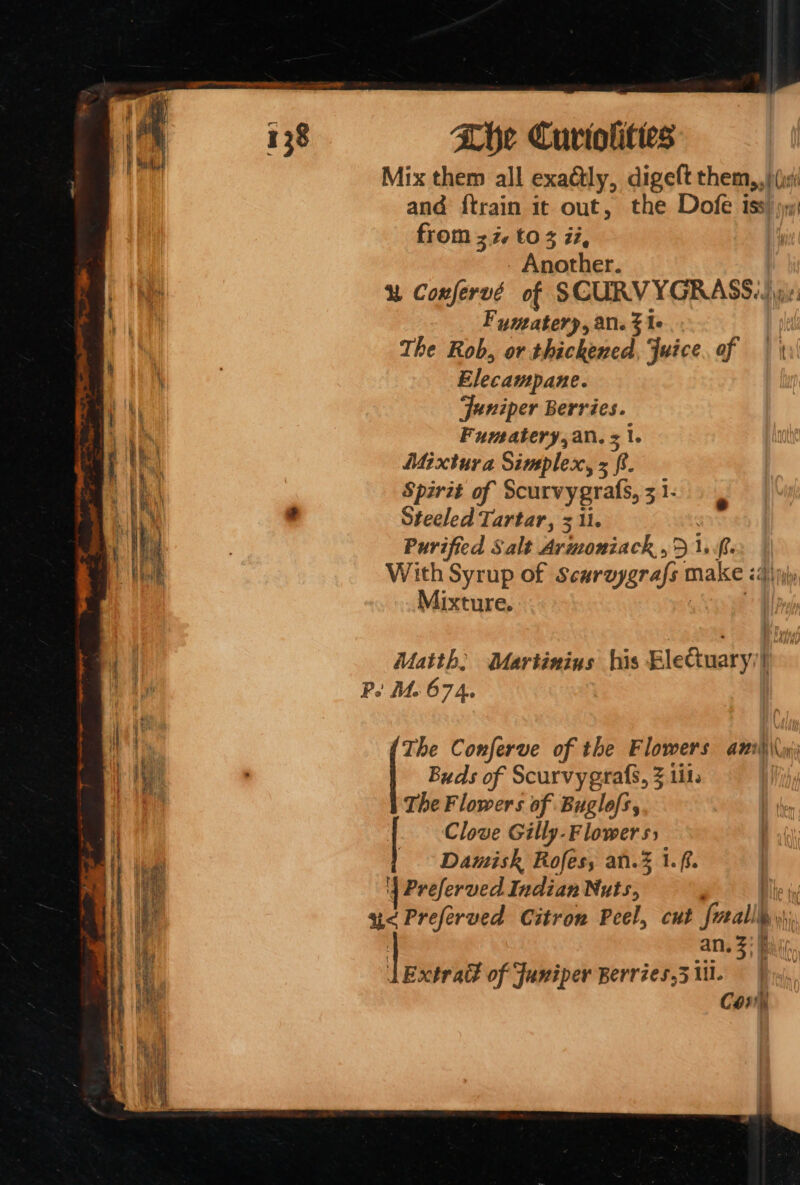 138 The Curiosities
Mix them all exactly, digeſt them,
and ſtrain it out, the Doſe is
from ʒi. to ʒ ii,
Another.
℞ Conſervé of SCURVYGRASS.
Fumatery, an. ℥i.
The Rob, or thickened Juice of
Elecampane.
Juniper Berries.
Fumatery, an. ʒ i.
Mixtura Simplex, ʒ ß.
Spirit of Scurvygraſs, ʒ i.
Steeled Tartar, ʒ ii.
Purified Salt Armoniack, ℈ i. ß.
With Syrup of Scurvygraſs make
Mixture.
Matth. Martinius his Electuary
P. M. 674.
The Conſerve of the Flowers
Buds of Scurvygraſs, ℥ iii.
The Flowers of Bugloſs,
Clove Gilly-Flowers,
Damisk Roſes, an. ℥ i. ß.
Preſerved Indian Nuts,
℞ Preſerved Citron Peel, cut ſmall
an. ℥
Extract of Juniper Berries, ʒ iii.